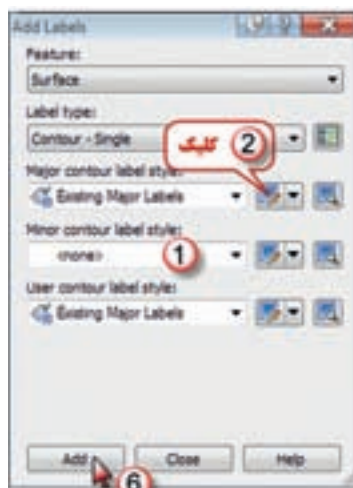 Add Labels
Feature:
Surface
Label type:
Contour - Single
کلیک 2
Major contour label style:
Existing Major Labels
Minor contour label style:
<none> 1
User contour label style:
Existing Major Labels
Add Close Help
6